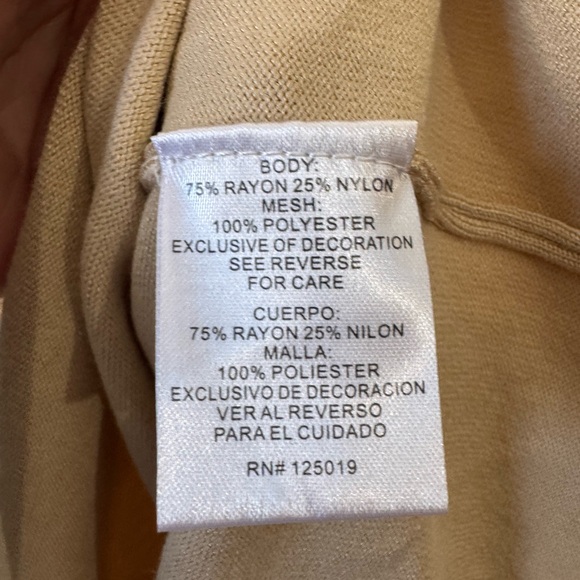 BODY:
75% RAYON 25% NYLON
MESH:
100% POLYESTER
EXCLUSIVE OF DECORATION
SEE REVERSE
FOR CARE
CUERPO:
75% RAYON 25% NILON
MALLA:
100% POLIESTER
EXCLUSIVO DE DECORACION
VER AL REVERSO
PARA EL CUIDADO
RN# 125019